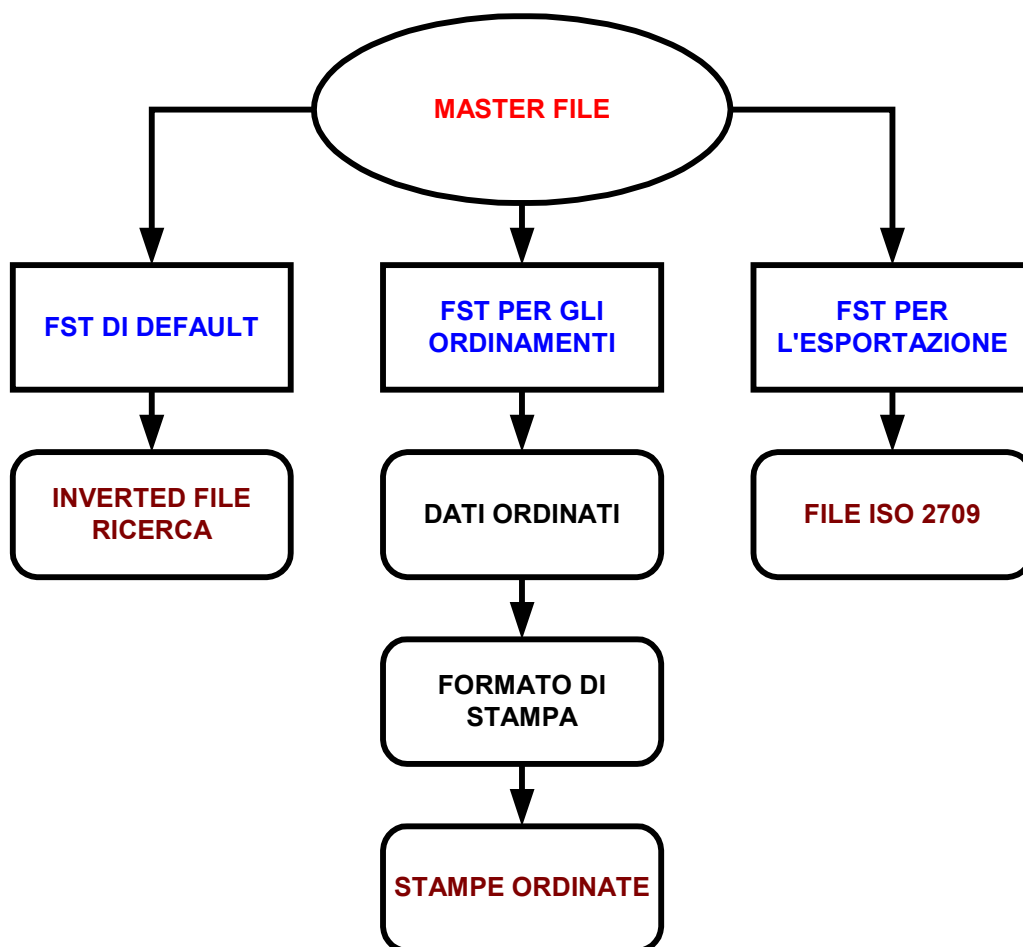 MASTER FILE
FST DI DEFAULT
FST PER GLI
ORDINAMENTI
FST PER
L'ESPORTAZIONE
INVERTED FILE
RICERCA
DATI ORDINATI
FILE ISO 2709
FORMATO DI
STAMPA
STAMPE ORDINATE